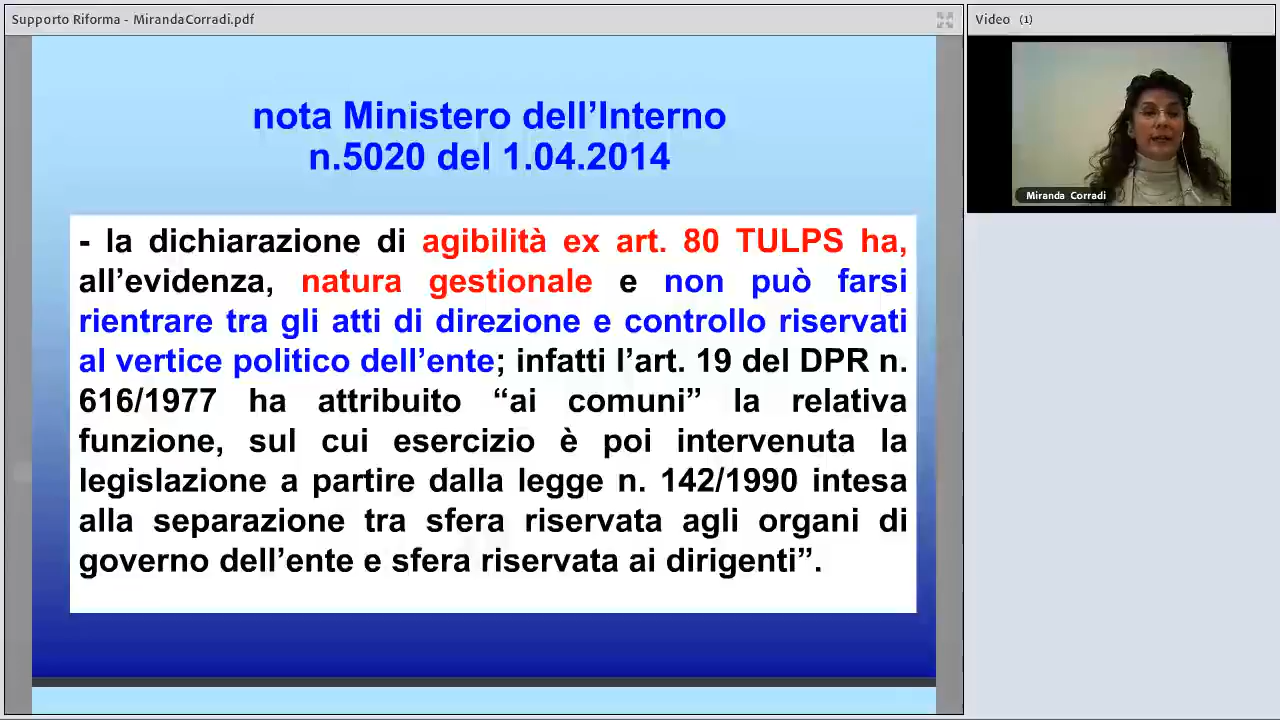 Supporto Riforma - MirandaCorradi.pdf
Video (1)
nota Ministero dell’Interno
n.5020 del 1.04.2014
- la dichiarazione di agibilità ex art. 80 TULPS ha,
all’evidenza, natura gestionale e non può farsi
rientrare tra gli atti di direzione e controllo riservati
al vertice politico dell’ente; infatti l’art. 19 del DPR n.
616/1977 ha attribuito “ai comuni” la relativa
funzione, sul cui esercizio è poi intervenuta la
legislazione a partire dalla legge n. 142/1990 intesa
alla separazione tra sfera riservata agli organi di
governo dell’ente e sfera riservata ai dirigenti”.
Miranda Corradi